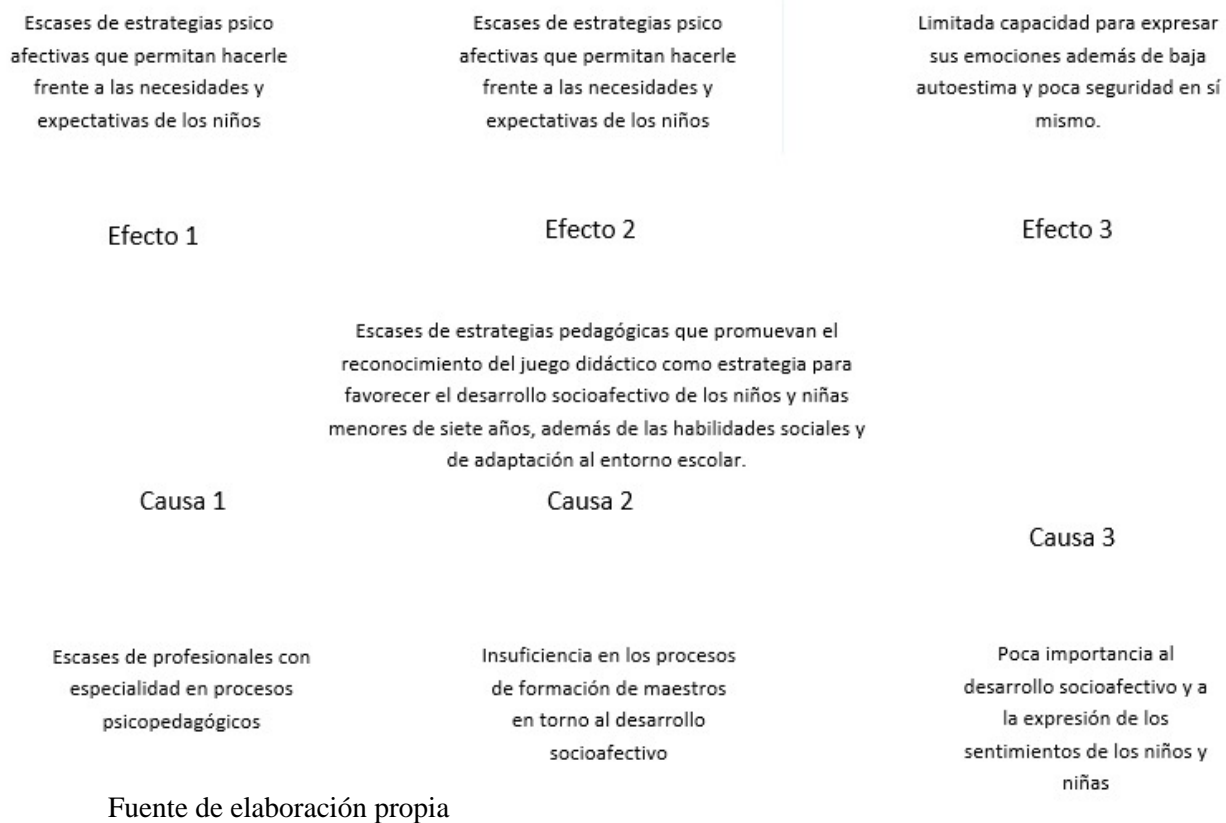 Escases de estrategias psico
afectivas que permitan hacerle
frente a las necesidades y
expectativas de los niños
Escases de estrategias psico
afectivas que permitan hacerle
frente a las necesidades y
expectativas de los niños
Limitada capacidad para expresar
sus emociones además de baja
autoestima y poca seguridad en sí
mismo.
Efecto 1
Efecto 2
Efecto 3
Escases de estrategias pedagógicas que promuevan el
reconocimiento del juego didáctico como estrategia para
favorecer el desarrollo socioafectivo de los niños y niñas
menores de siete años, además de las habilidades sociales y
de adaptación al entorno escolar.
Causa 1
Causa 2
Causa 3
Escases de profesionales con
especialidad en procesos
psicopedagógicos
Insuficiencia en los procesos
de formación de maestros
en torno al desarrollo
socioafectivo
Poca importancia al
desarrollo socioafectivo y a
la expresión de los
sentimientos de los niños y
niñas
Fuente de elaboración propia